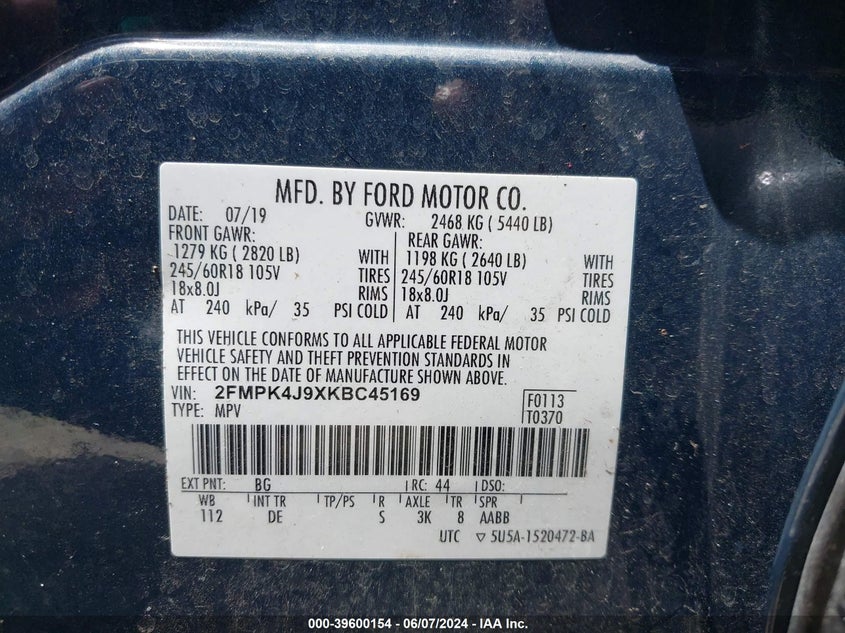 MFD. BY FORD MOTOR CO.
DATE: 07/19 GVWR: 2468 KG ( 5440 LB)
FRONT GAWR: REAR GAWR:
1279 KG ( 2820 LB) WITH 1198 KG ( 2640 LB) WITH
245/60R18 105V TIRES 245/60R18 105V TIRES
18x8.0J RIMS 18x8.0J RIMS
AT 240 kPa/ 35 PSI COLD AT 240 kPa/ 35 PSI COLD
THIS VEHICLE CONFORMS TO ALL APPLICABLE FEDERAL MOTOR
VEHICLE SAFETY AND THEFT PREVENTION STANDARDS IN
EFFECT ON THE DATE OF MANUFACTURE SHOWN ABOVE.
VIN: 2FMPK4J9XKBC45169 F0113
TYPE: MPV T0370
EXT PNT: BG RC: 44 DSO:
WB INT TR TP/PS R AXLE TR SPR
112 DE S 3K 8 AABB
UTC ▽ 5U5A-1520472-BA
000-39600154 - 06/07/2024 - IAA Inc.